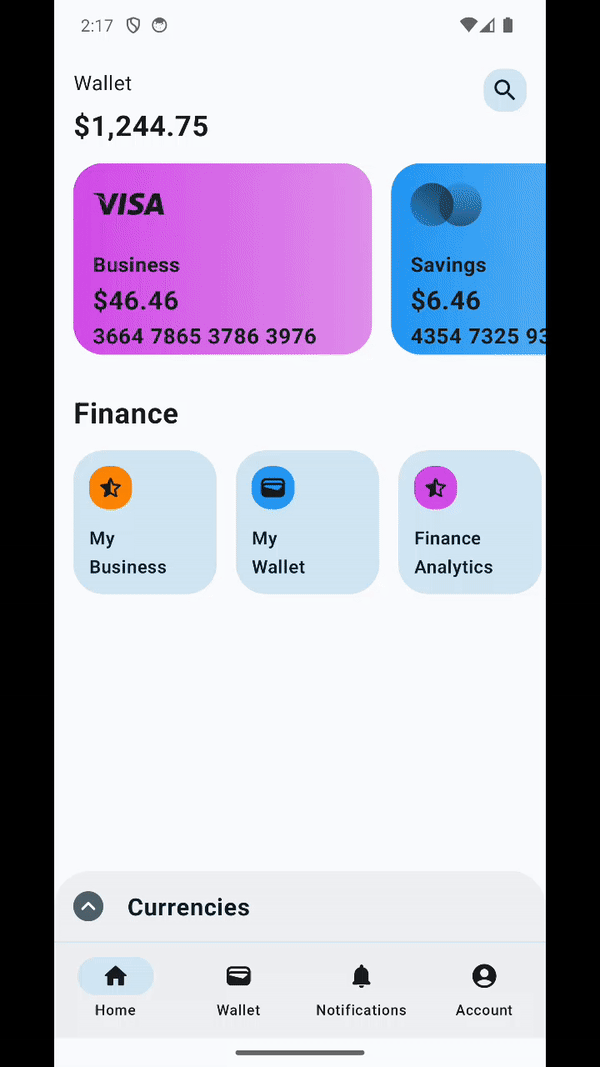 2:17
Wallet
$1,244.75
VISA
Business
$46.46
3664 7865 3786 3976
Savings
$6.46
4354 7325 93
Finance
My
Business
My
Wallet
Finance
Analytics
Currencies
Home
Wallet
Notifications
Account